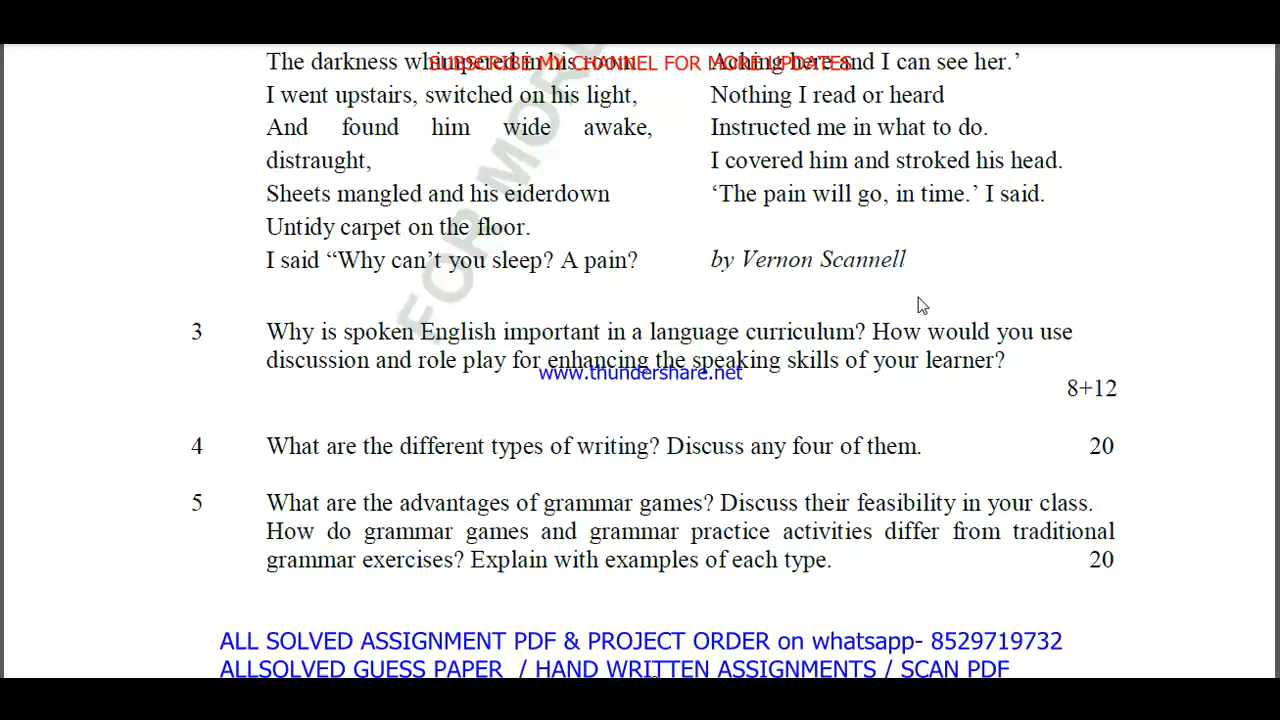 SUBSCRIBE MY CHANNEL FOR MORE UPDATES
The darkness whimpered in his room
I went upstairs, switched on his light,
And found him wide awake,
distraught,
Sheets mangled and his eiderdown
Untidy carpet on the floor.
I said “Why can’t you sleep? A pain?
Aching here and I can see her.’
Nothing I read or heard
Instructed me in what to do.
I covered him and stroked his head.
‘The pain will go, in time.’ I said.
by Vernon Scannell
FOR MORE
3 Why is spoken English important in a language curriculum? How would you use
discussion and role play for enhancing the speaking skills of your learner?
www.thundershare.net
8+12
4 What are the different types of writing? Discuss any four of them. 20
5 What are the advantages of grammar games? Discuss their feasibility in your class.
How do grammar games and grammar practice activities differ from traditional
grammar exercises? Explain with examples of each type. 20
ALL SOLVED ASSIGNMENT PDF & PROJECT ORDER on whatsapp- 8529719732
ALLSOLVED GUESS PAPER / HAND WRITTEN ASSIGNMENTS / SCAN PDF